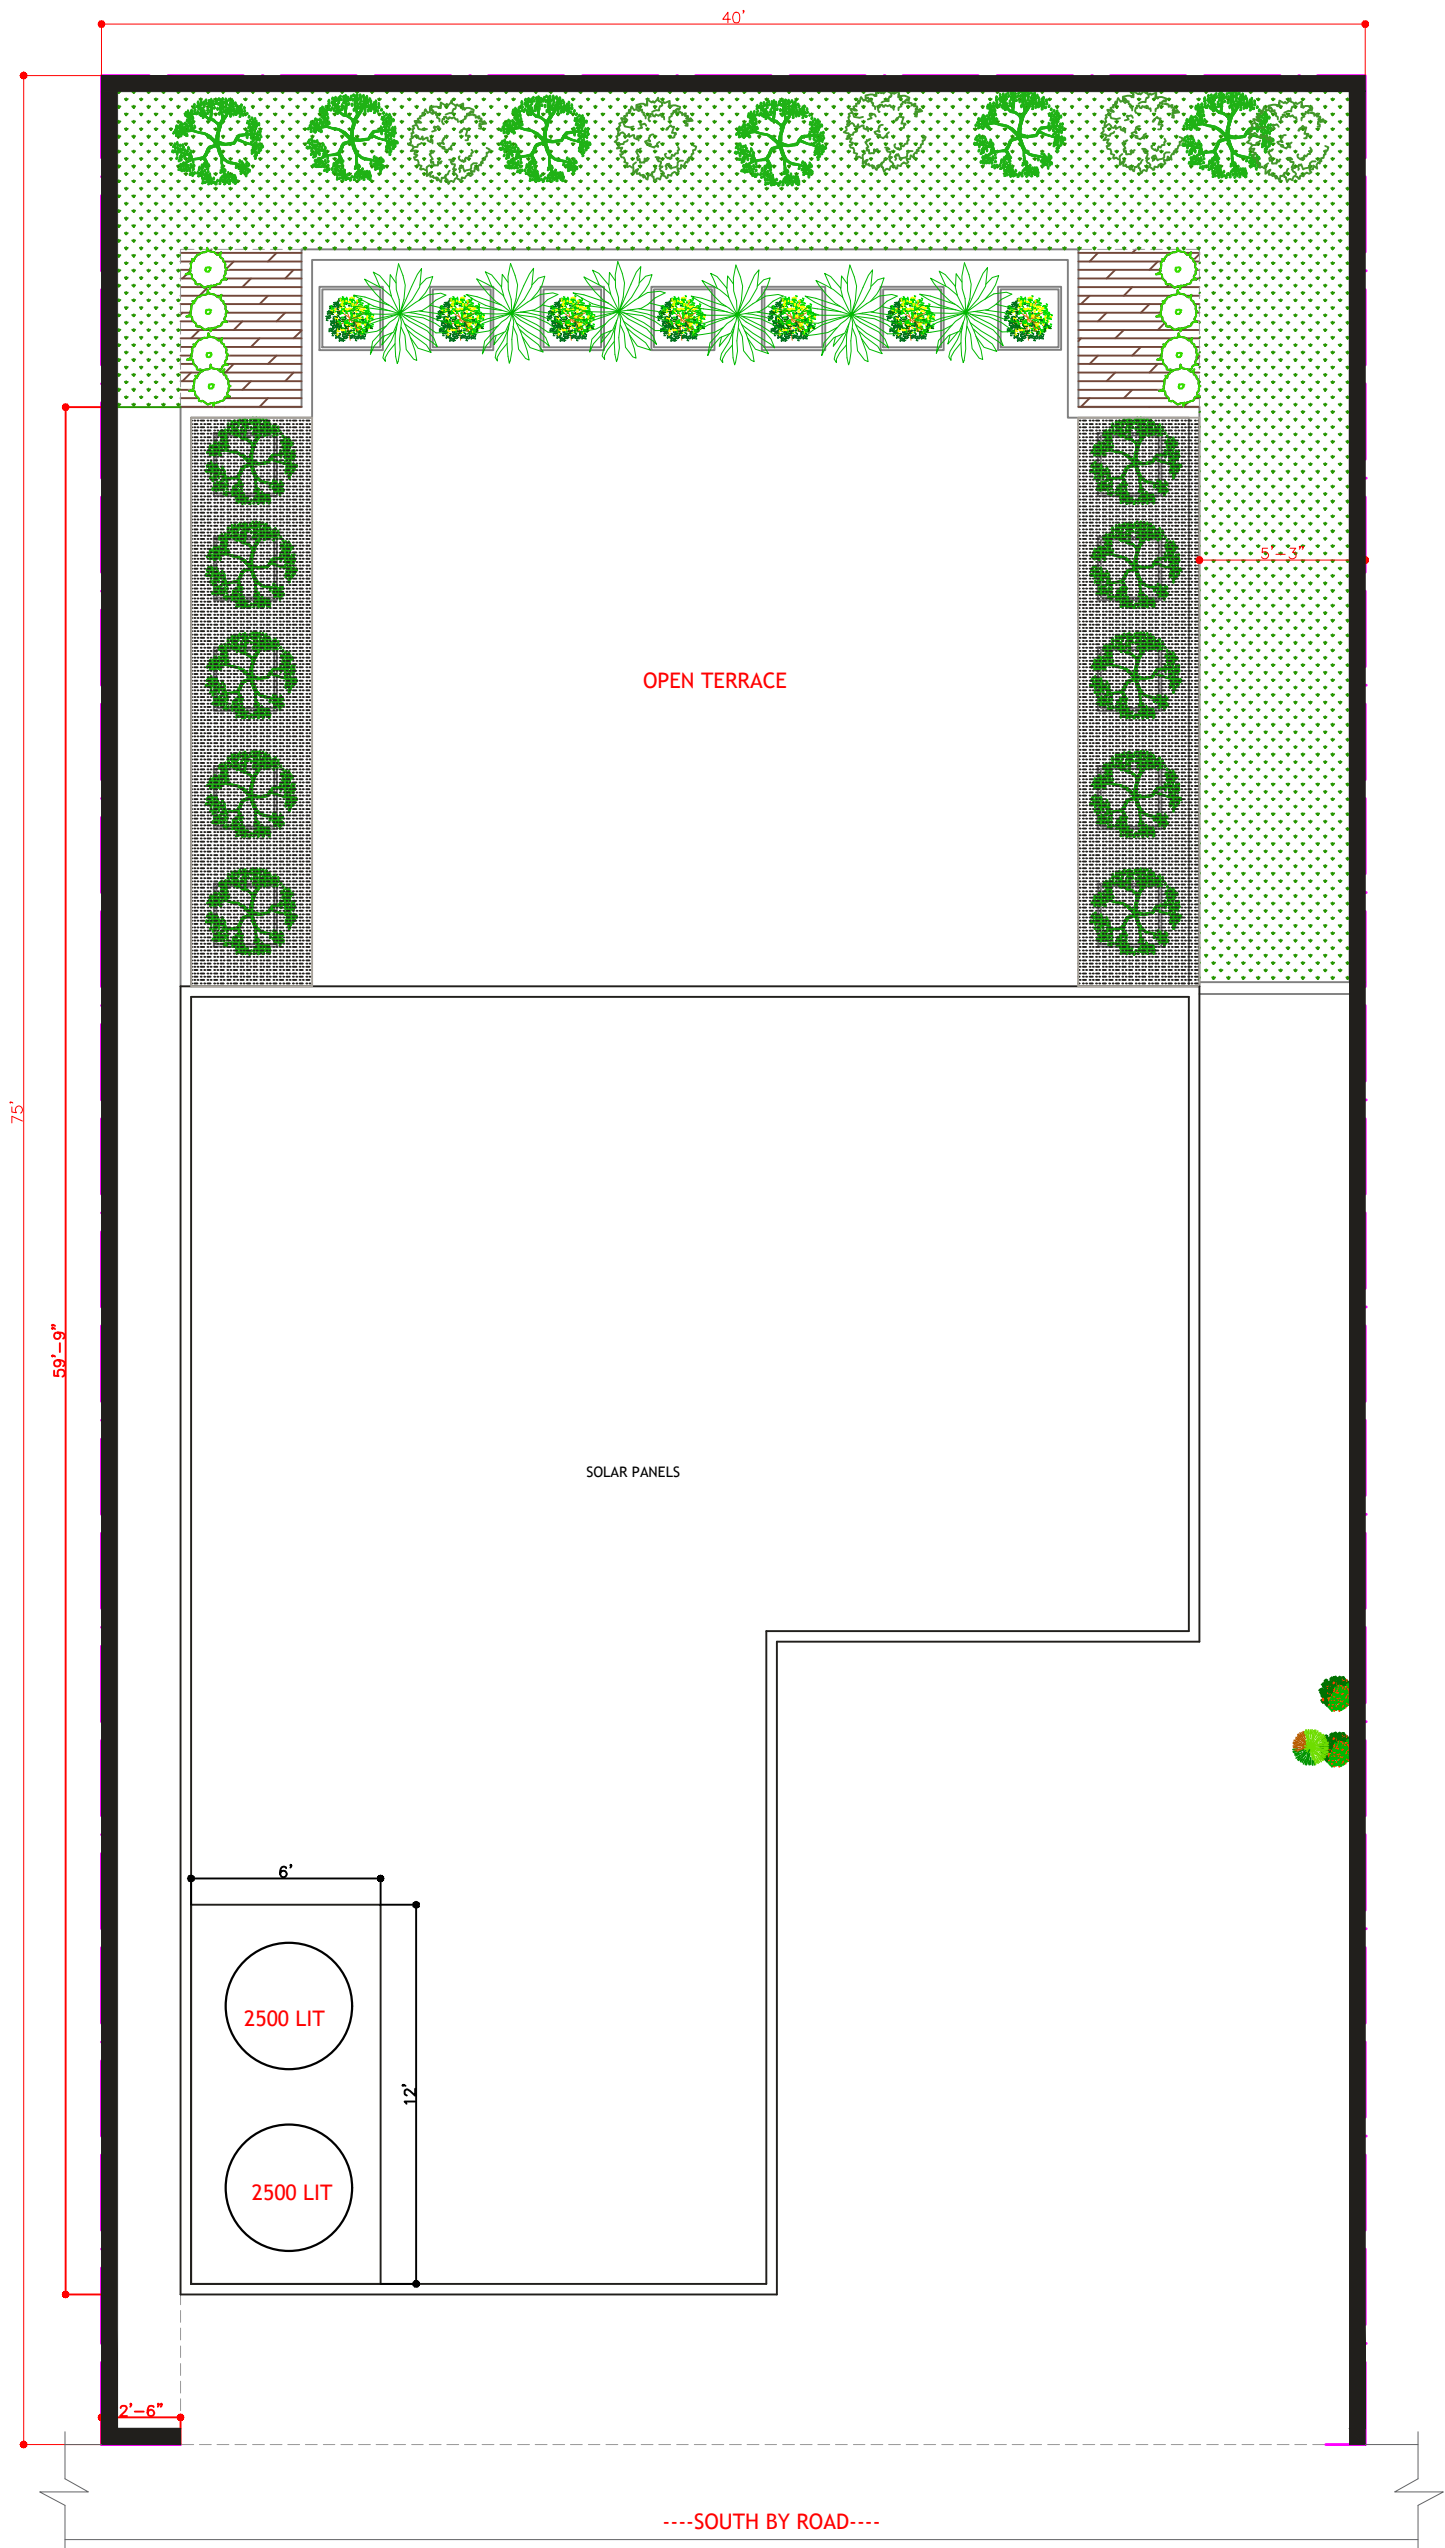 40'
5'-3"
OPEN TERRACE
75'
59'-9"
SOLAR PANELS
6'
2500 LIT
12'
2500 LIT
2'-6"
----SOUTH BY ROAD----